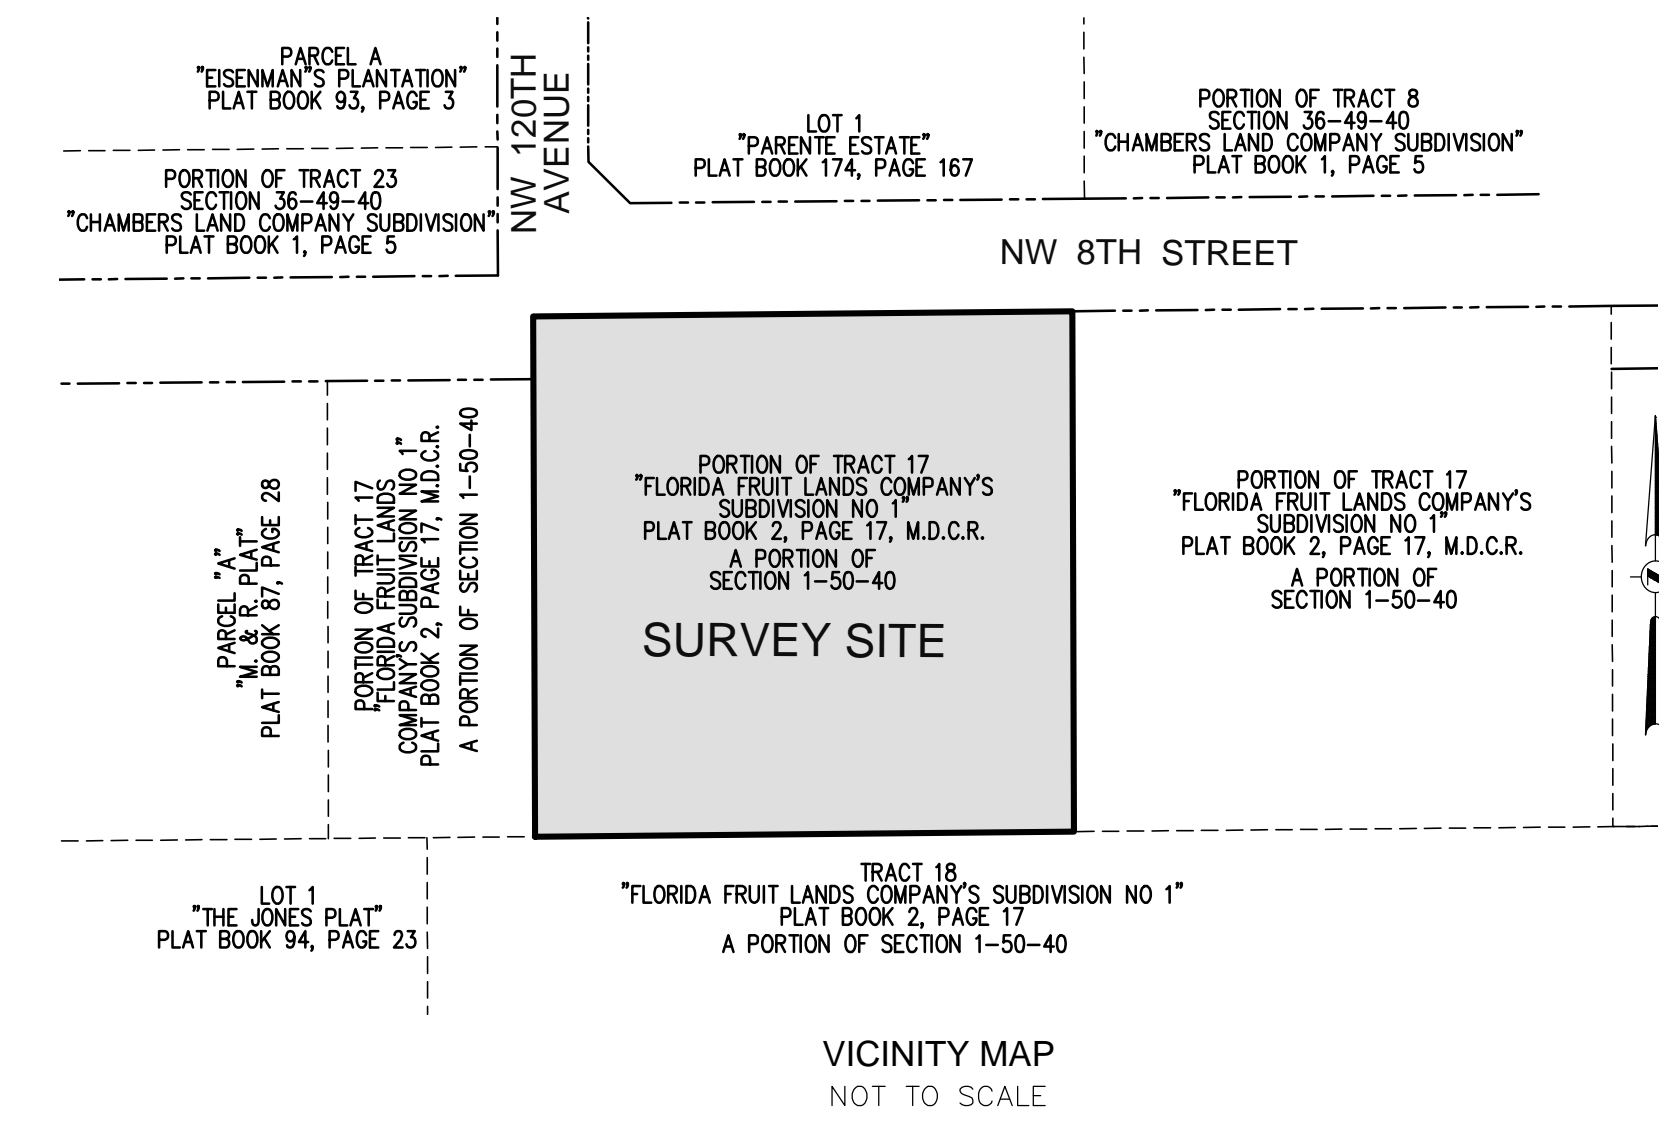 PARCEL A
"EISENMAN"S PLANTATION"
PLAT BOOK 93, PAGE 3
NW 120TH
AVENUE
LOT 1
"PARENTE ESTATE"
PLAT BOOK 174, PAGE 167
PORTION OF TRACT 8
SECTION 36-49-40
"CHAMBERS LAND COMPANY SUBDIVISION"
PLAT BOOK 1, PAGE 5
PORTION OF TRACT 23
SECTION 36-49-40
"CHAMBERS LAND COMPANY SUBDIVISION"
PLAT BOOK 1, PAGE 5
NW 8TH STREET
PARCEL "A"
"M. & R. PLAT"
PLAT BOOK 87, PAGE 28
PORTION OF TRACT 17
"FLORIDA FRUIT LANDS
COMPANY'S SUBDIVISION NO 1"
PLAT BOOK 2, PAGE 17, M.D.C.R.
A PORTION OF SECTION 1-50-40
PORTION OF TRACT 17
"FLORIDA FRUIT LANDS COMPANY'S
SUBDIVISION NO 1"
PLAT BOOK 2, PAGE 17, M.D.C.R.
A PORTION OF
SECTION 1-50-40
SURVEY SITE
PORTION OF TRACT 17
"FLORIDA FRUIT LANDS COMPANY'S
SUBDIVISION NO 1"
PLAT BOOK 2, PAGE 17, M.D.C.R.
A PORTION OF
SECTION 1-50-40
LOT 1
"THE JONES PLAT"
PLAT BOOK 94, PAGE 23
TRACT 18
"FLORIDA FRUIT LANDS COMPANY'S SUBDIVISION NO 1"
PLAT BOOK 2, PAGE 17
A PORTION OF SECTION 1-50-40
VICINITY MAP
NOT TO SCALE